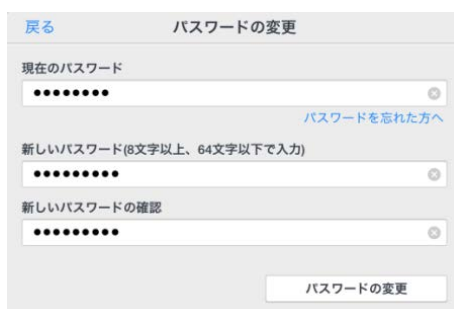 戻る パスワードの変更
現在のパスワード
••••••••
パスワードを忘れた方へ
新しいパスワード(8文字以上、64文字以下で入力)
•••••••••
新しいパスワードの確認
•••••••••
パスワードの変更